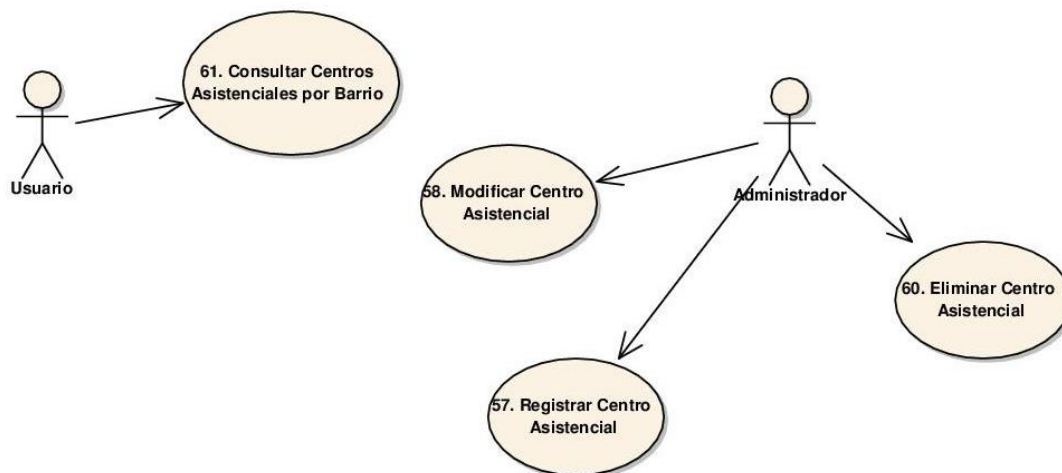 61. Consultar Centros
Asistenciales por Barrio
Usuario
58. Modificar Centro
Asistencial
Administrador
60. Eliminar Centro
Asistencial
57. Registrar Centro
Asistencial